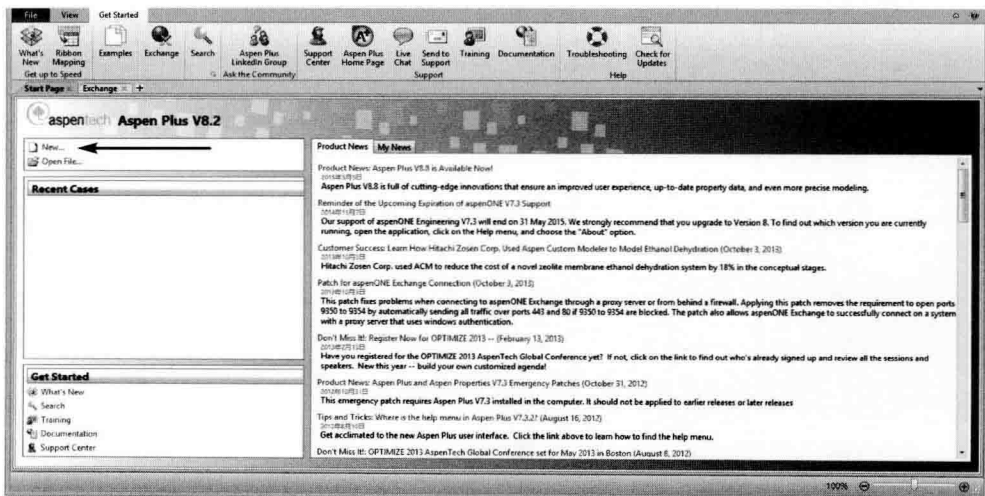 File View Get Started
What's New
Ribbon Mapping
Examples
Exchange
Search
Aspen Plus LinkedIn Group
Support Center
Aspen Plus Home Page
Live Chat
Send to Support
Training
Documentation
Troubleshooting
Check for Updates
Get up to Speed
Ask the Community
Support
Help
Start Page Exchange +
aspentech Aspen Plus V8.2
New...
Open File...
Recent Cases
Get Started
What's New
Search
Training
Documentation
Support Center
Product News My News
Product News: Aspen Plus V8.8 is Available Now!
Aspen Plus V8.8 is full of cutting-edge innovations that ensure an improved user experience, up-to-date property data, and even more precise modeling.
Reminder of the Upcoming Expiration of aspenONE V7.3 Support
Our support of aspenONE Engineering V7.3 will end on 31 May 2015. We strongly recommend that you upgrade to Version 8. To find out which version you are currently
running, open the application, click on the Help menu, and choose the "About" option.
Customer Success: Learn How Hitachi Zosen Corp. Used Aspen Custom Modeler to Model Ethanol Dehydration (October 3, 2013)
Hitachi Zosen Corp. used ACM to reduce the cost of a novel zeolite membrane ethanol dehydration system by 18% in the conceptual stages.
Patch for aspenONE Exchange Connection (October 3, 2013)
This patch fixes problems when connecting to aspenONE Exchange through a proxy server or from behind a firewall. Applying this patch removes the requirement to open ports
9350 to 9354 by automatically sending all traffic over ports 443 and 80 if 9350 to 9354 are blocked. The patch also allows aspenONE Exchange to successfully connect on a system
with a proxy server that uses windows authentication.
Don't Miss It!: Register Now for OPTIMIZE 2013 -- (February 13, 2013)
Have you registered for the OPTIMIZE 2013 AspenTech Global Conference yet? If not, click on the link to find out who's already signed up and review all the sessions and
speakers. New this year -- build your own customized agenda!
Product News: Aspen Plus and Aspen Properties V7.3 Emergency Patches (October 31, 2012)
This emergency patch requires Aspen Plus V7.3 installed in the computer. It should not be applied to earlier releases or later releases
Tips and Tricks: Where is the help menu in Aspen Plus V7.3.2? (August 16, 2012)
Get acclimated to the new Aspen Plus user interface. Click the link above to learn how to find the help menu.
Don't Miss It!: OPTIMIZE 2013 AspenTech Global Conference set for May 2013 in Boston (August 8, 2012)
100%